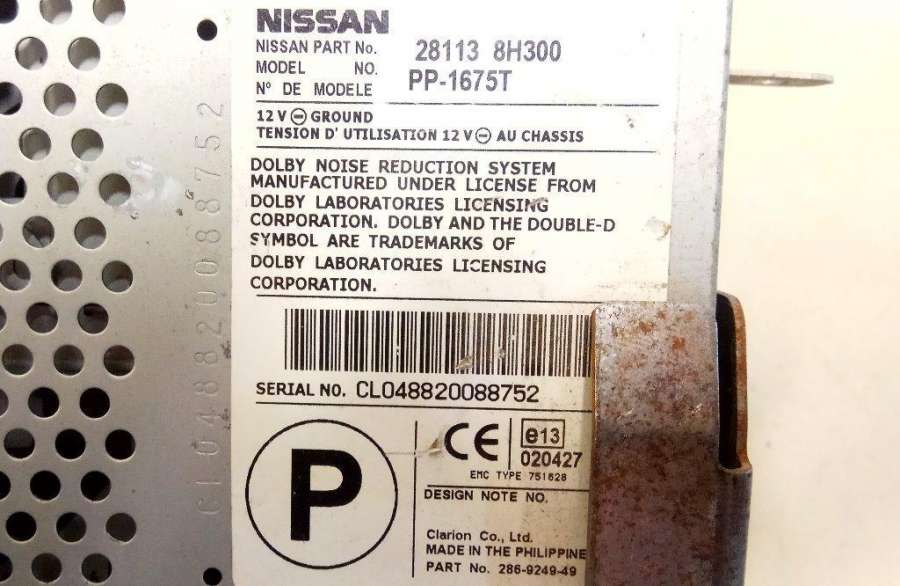 NISSAN
NISSAN PART No. 28113 8H300
MODEL NO. PP-1675T
N° DE MODELE
12 V ⊖ GROUND
TENSION D' UTILISATION 12 V ⊖ AU CHASSIS
DOLBY NOISE REDUCTION SYSTEM
MANUFACTURED UNDER LICENSE FROM
DOLBY LABORATORIES LICENSING
CORPORATION. DOLBY AND THE DOUBLE-D
SYMBOL ARE TRADEMARKS OF
DOLBY LABORATORIES LICENSING
CORPORATION.
SERIAL NO. CL048820088752
P
CE e13
020427
EMC TYPE 751628
DESIGN NOTE NO.
Clarion Co., Ltd.
MADE IN THE PHILIPPINE
PART No. 286-9249-49
CL048820088752